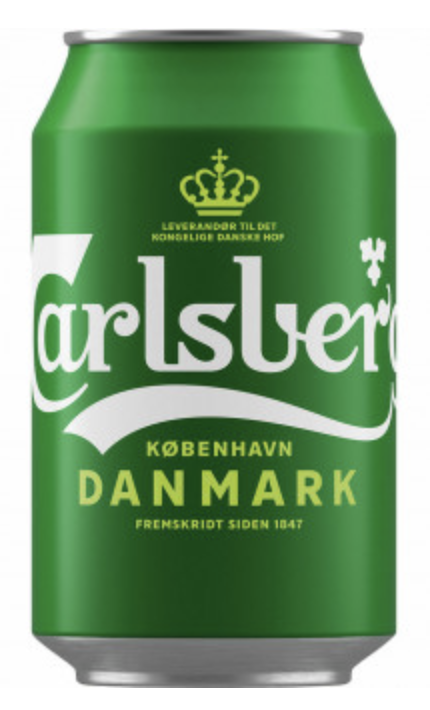 LEVERANDØR TIL DET
KONGELIGE DANSKE HOF
Carlsberg
KØBENHAVN
DANMARK
FREMSKRIDT SIDEN 1847